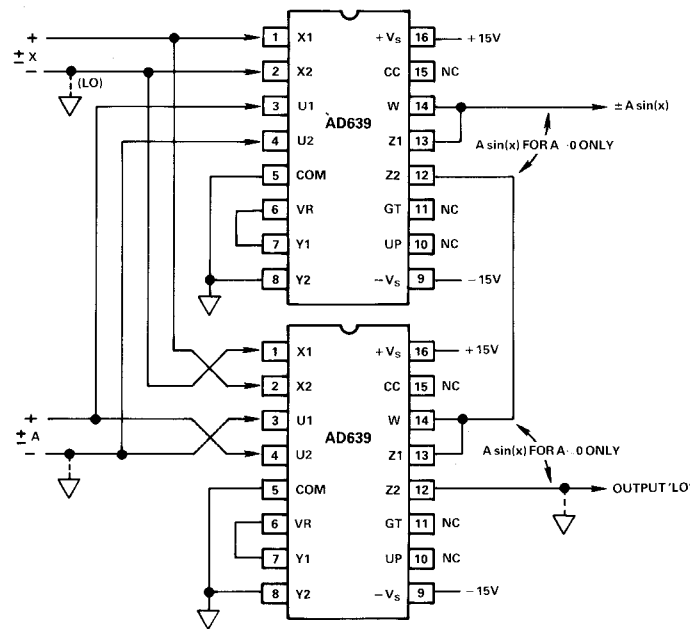 +
± X
−
(LO)
1 X1 +VS 16 +15V
2 X2 CC 15 NC
3 U1 W 14 ± A sin(x)
4 U2 AD639 Z1 13
A sin(x) FOR A ·0 ONLY
5 COM Z2 12
6 VR GT 11 NC
7 Y1 UP 10 NC
8 Y2 −VS 9 −15V
1 X1 +VS 16 +15V
2 X2 CC 15 NC
+
± A
−
3 U1 W 14
4 U2 AD639 Z1 13
A sin(x) FOR A ·.0 ONLY
5 COM Z2 12 OUTPUT 'LO'
6 VR GT 11 NC
7 Y1 UP 10 NC
8 Y2 −VS 9 −15V